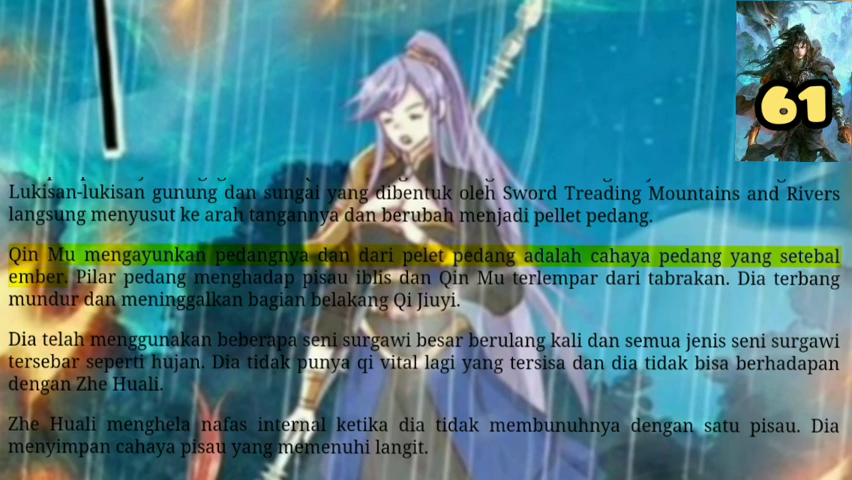 61
Lukisan-lukisan gunung dan sungai yang dibentuk oleh Sword Treading Mountains and Rivers
langsung menyusut ke arah tangannya dan berubah menjadi pellet pedang.
Qin Mu mengayunkan pedangnya dan dari pelet pedang adalah cahaya pedang yang setebal
ember. Pilar pedang menghadap pisau iblis dan Qin Mu terlempar dari tabrakan. Dia terbang
mundur dan meninggalkan bagian belakang Qi Jiuyi.
Dia telah menggunakan beberapa seni surgawi besar berulang kali dan semua jenis seni surgawi
tersebar seperti hujan. Dia tidak punya qi vital lagi yang tersisa dan dia tidak bisa berhadapan
dengan Zhe Huali.
Zhe Huali menghela nafas internal ketika dia tidak membunuhnya dengan satu pisau. Dia
menyimpan cahaya pisau yang memenuhi langit.